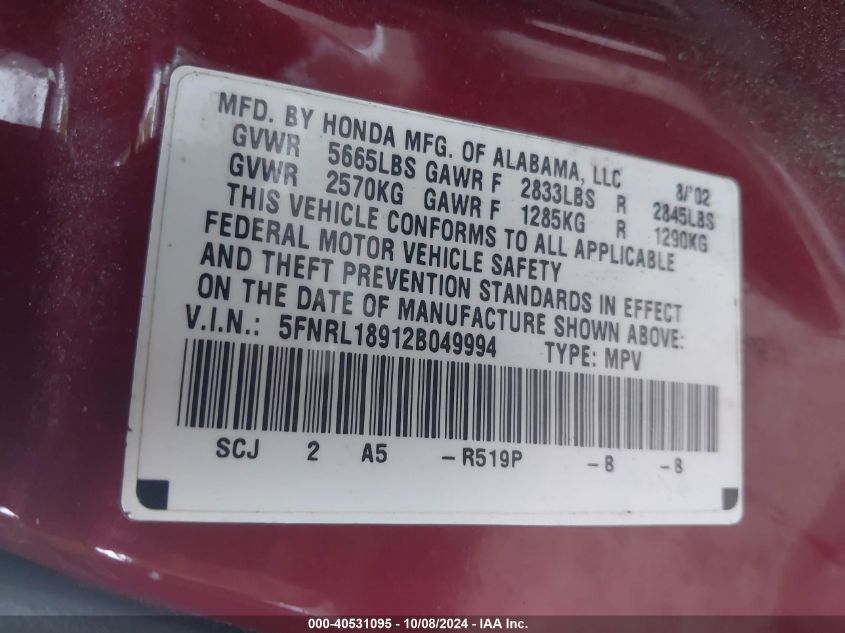 MFD. BY HONDA MFG. OF ALABAMA, LLC 8/'02
GVWR 5665LBS GAWR F 2833LBS R 2845LBS
GVWR 2570KG GAWR F 1285KG R 1290KG
THIS VEHICLE CONFORMS TO ALL APPLICABLE
FEDERAL MOTOR VEHICLE SAFETY
AND THEFT PREVENTION STANDARDS IN EFFECT
ON THE DATE OF MANUFACTURE SHOWN ABOVE:
V.I.N.: 5FNRL18912B049994 TYPE: MPV
SCJ 2 A5 -R519P -8 -8
000-40531095 - 10/08/2024 - IAA Inc.